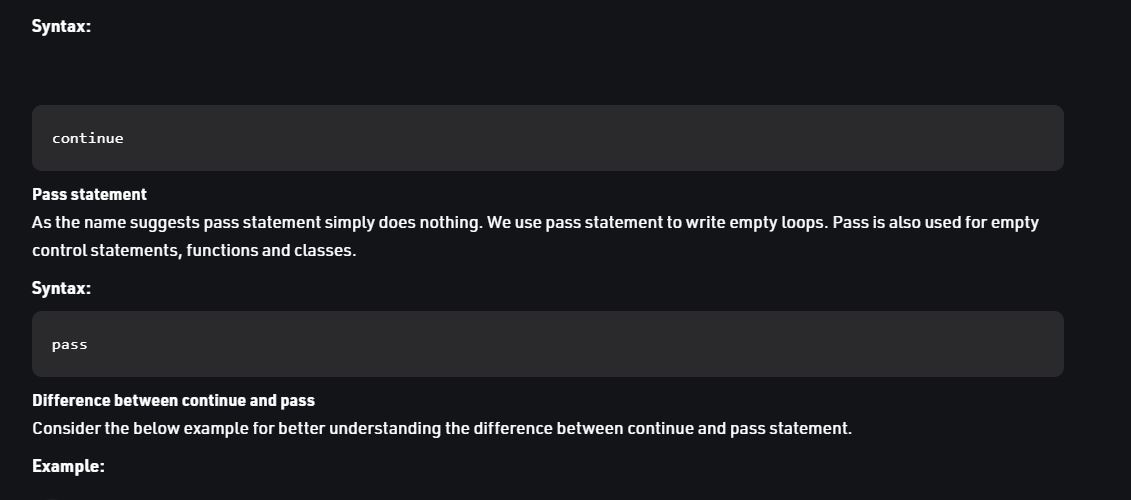 Syntax:
continue
Pass statement
As the name suggests pass statement simply does nothing. We use pass statement to write empty loops. Pass is also used for empty
control statements, functions and classes.
Syntax:
pass
Difference between continue and pass
Consider the below example for better understanding the difference between continue and pass statement.
Example: